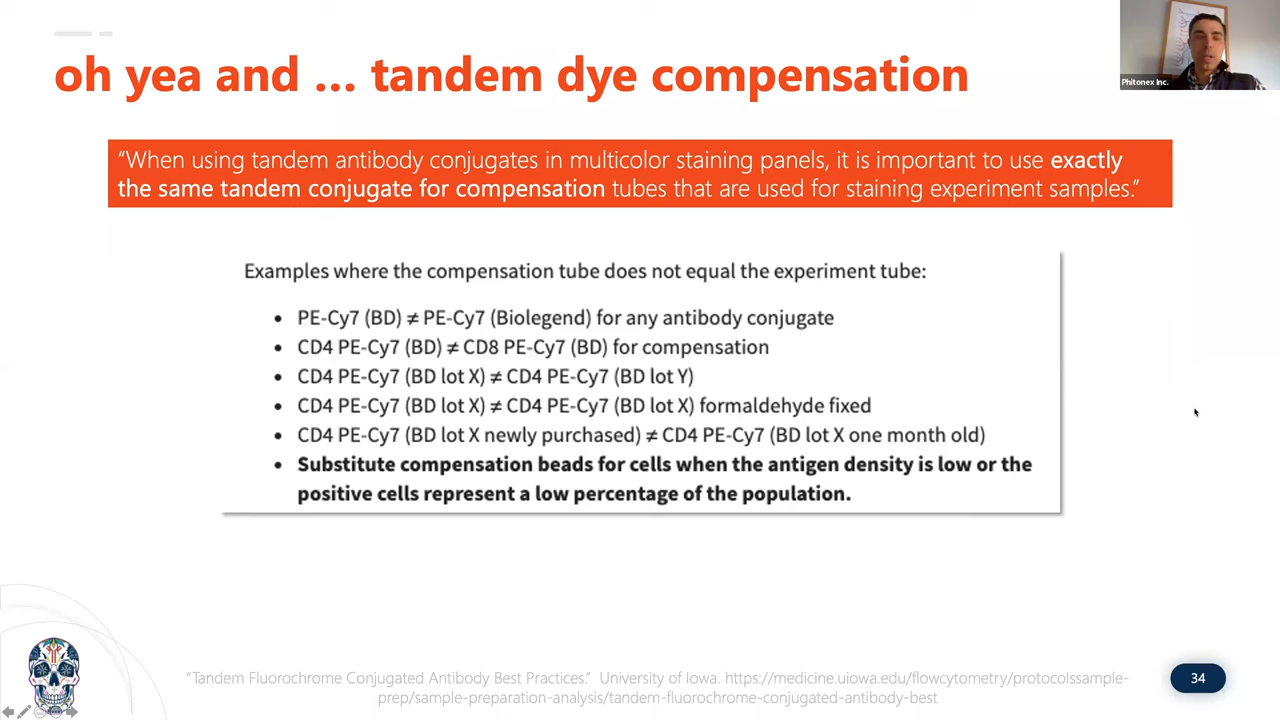 oh yea and ... tandem dye compensation
Phitonex Inc.
“When using tandem antibody conjugates in multicolor staining panels, it is important to use exactly
the same tandem conjugate for compensation tubes that are used for staining experiment samples.”
Examples where the compensation tube does not equal the experiment tube:
• PE-Cy7 (BD) ≠ PE-Cy7 (Biolegend) for any antibody conjugate
• CD4 PE-Cy7 (BD) ≠ CD8 PE-Cy7 (BD) for compensation
• CD4 PE-Cy7 (BD lot X) ≠ CD4 PE-Cy7 (BD lot Y)
• CD4 PE-Cy7 (BD lot X) ≠ CD4 PE-Cy7 (BD lot X) formaldehyde fixed
• CD4 PE-Cy7 (BD lot X newly purchased) ≠ CD4 PE-Cy7 (BD lot X one month old)
• Substitute compensation beads for cells when the antigen density is low or the
positive cells represent a low percentage of the population.
“Tandem Fluorochrome Conjugated Antibody Best Practices.” University of Iowa. https://medicine.uiowa.edu/flowcytometry/protocolssample-
prep/sample-preparation-analysis/tandem-fluorochrome-conjugated-antibody-best
34